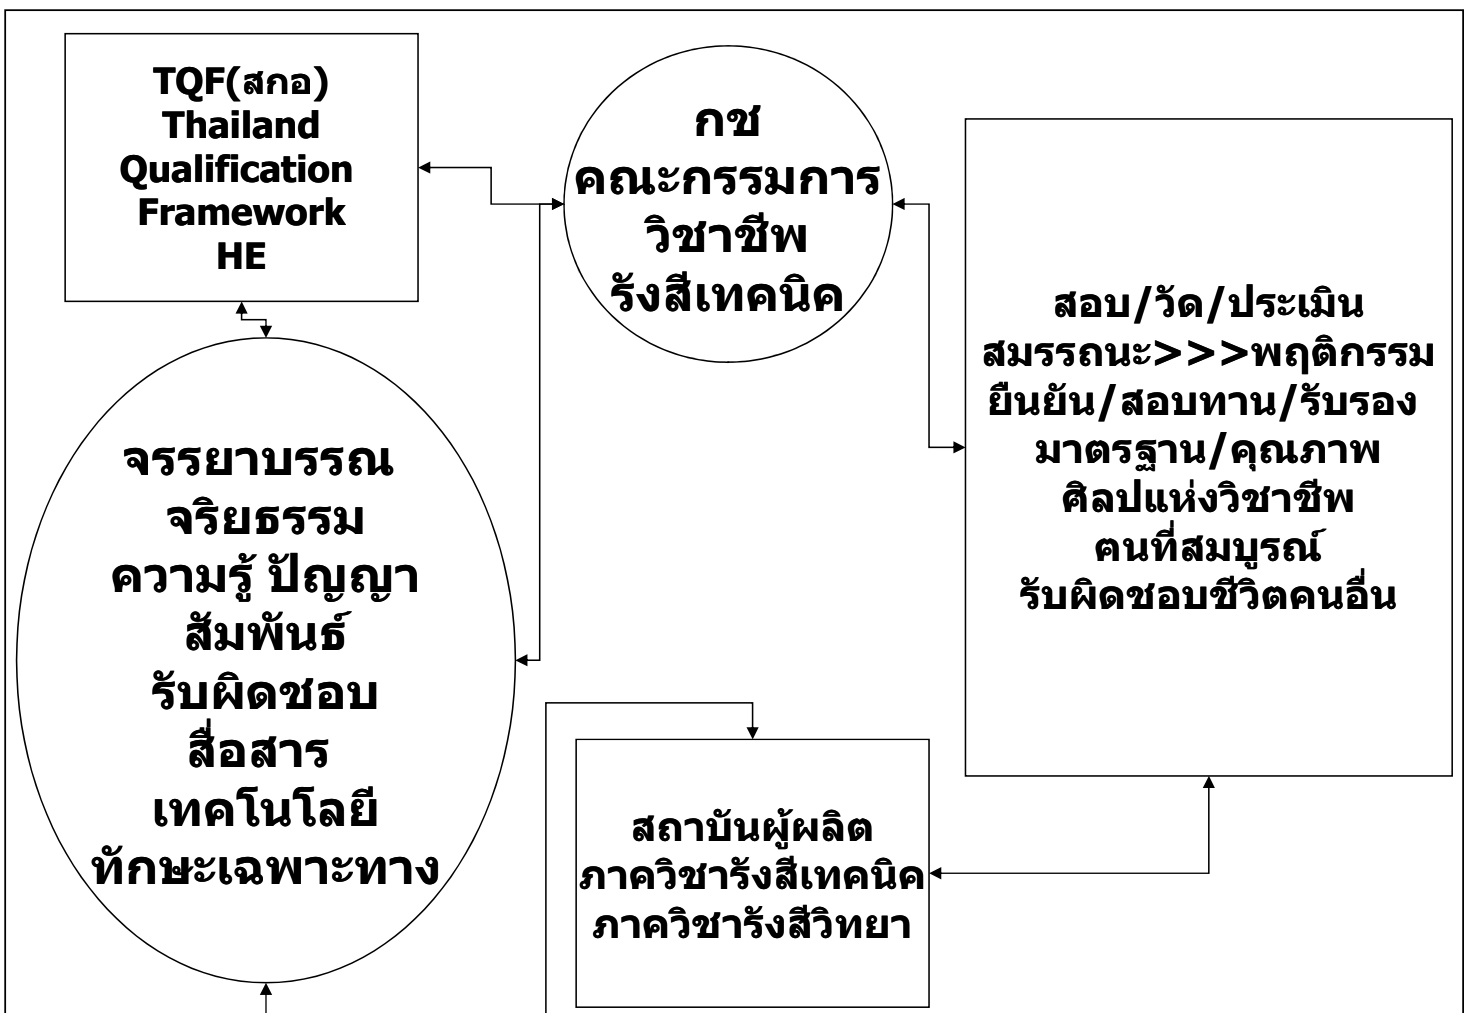 TQF(สกอ)
Thailand
Qualification
Framework
HE
กช
คณะกรรมการ
วิชาชีพ
รังสีเทคนิค
สอบ/วัด/ประเมิน
สมรรถนะ>>>พฤติกรรม
ยืนยัน/สอบทาน/รับรอง
มาตรฐาน/คุณภาพ
ศิลปแห่งวิชาชีพ
ฅนที่สมบูรณ์
รับผิดชอบชีวิตคนอื่น
จรรยาบรรณ
จริยธรรม
ความรู้ ปัญญา
สัมพันธ์
รับผิดชอบ
สื่อสาร
เทคโนโลยี
ทักษะเฉพาะทาง
สถาบันผู้ผลิต
ภาควิชารังสีเทคนิค
ภาควิชารังสีวิทยา